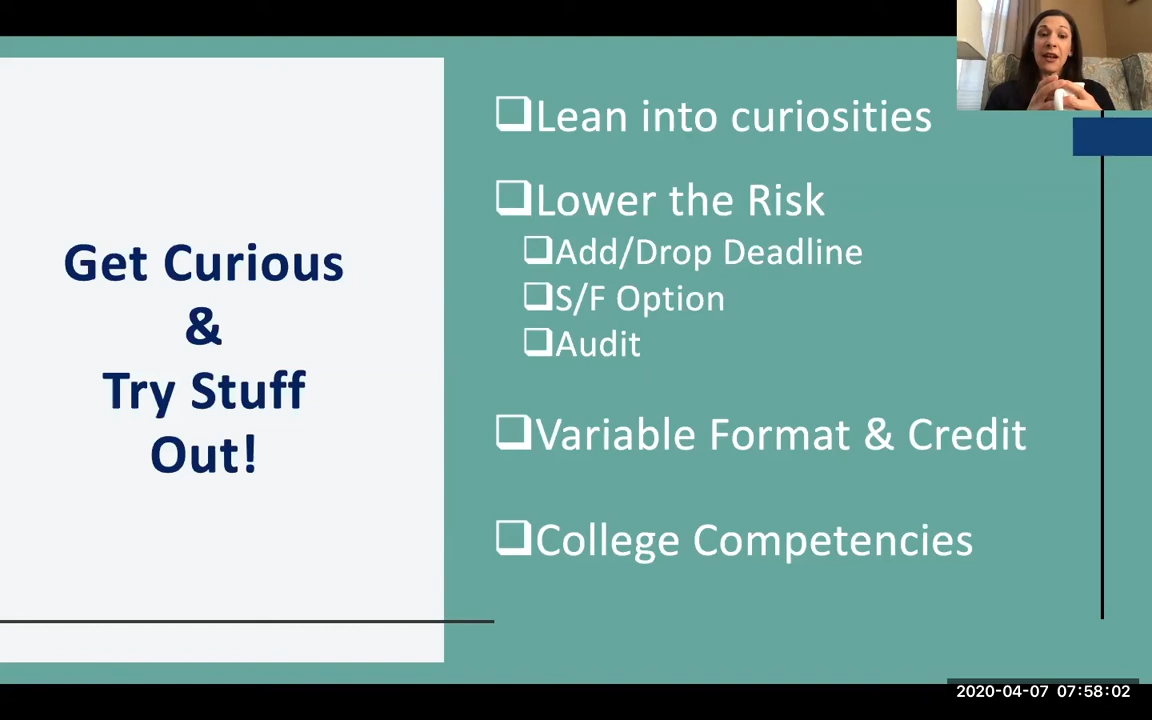 Get Curious
&
Try Stuff
Out!
❑Lean into curiosities
❑Lower the Risk
❑Add/Drop Deadline
❑S/F Option
❑Audit
❑Variable Format & Credit
❑College Competencies
2020-04-07 07:58:02